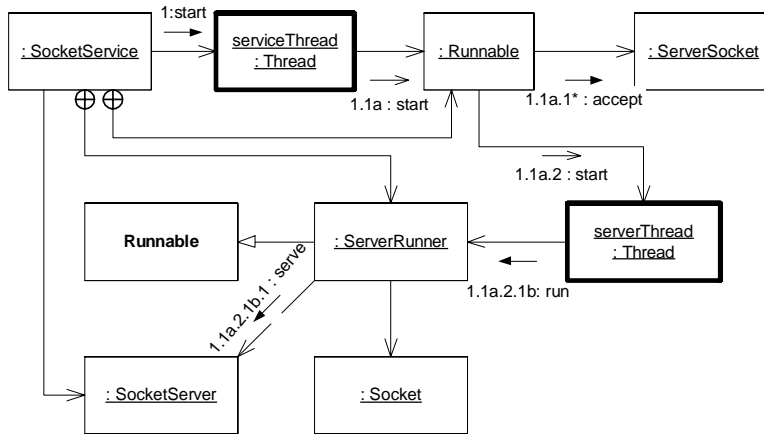 1:start
: SocketService
serviceThread
: Thread
: Runnable
: ServerSocket
1.1a : start
1.1a.1* : accept
1.1a.2 : start
Runnable
: ServerRunner
serverThread
: Thread
1.1a.2.1b: run
1.1a.2.1b.1 : serve
: SocketServer
: Socket